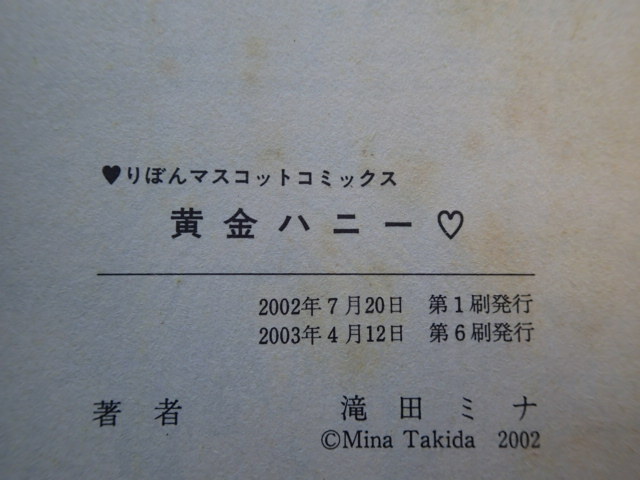 ♥りぼんマスコットコミックス
黄金ハニー♡
2002年7月20日 第1刷発行
2003年4月12日 第6刷発行
著者 滝田ミナ
©Mina Takida 2002